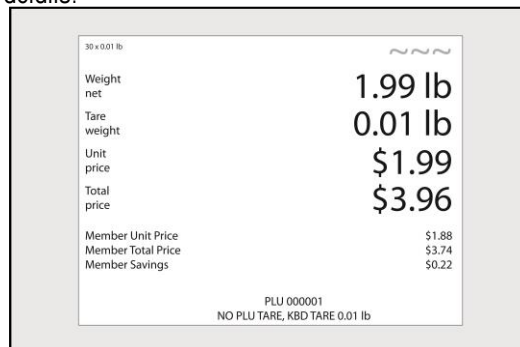 details:
30 x 0.01 lb
Weight
net
1.99 lb
Tare
weight
0.01 lb
Unit
price
$1.99
Total
price
$3.96
Member Unit Price $1.88
Member Total Price $3.74
Member Savings $0.22
PLU 000001
NO PLU TARE, KBD TARE 0.01 lb